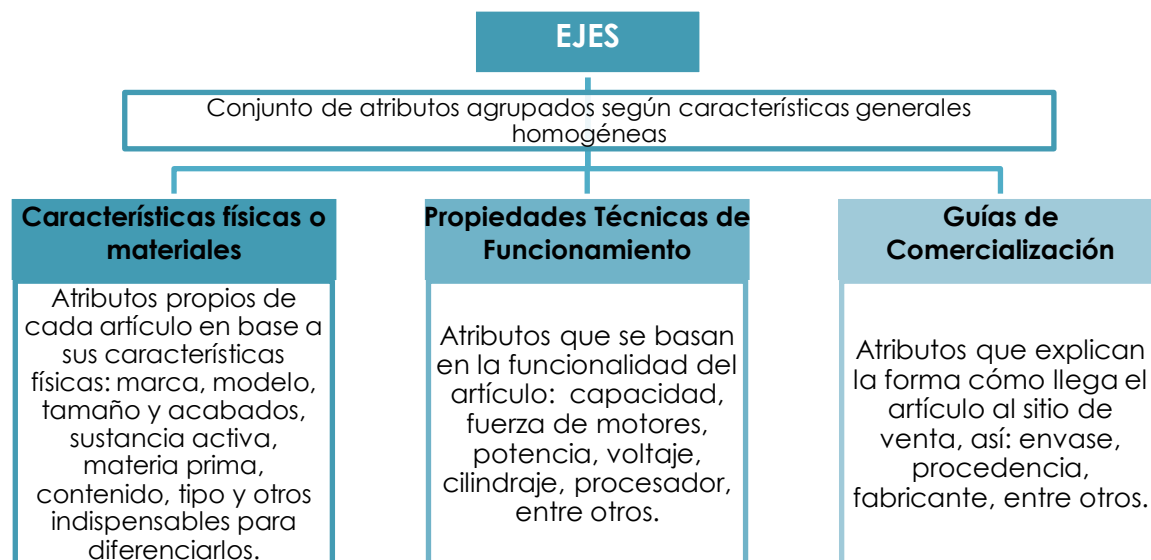 EJES
Conjunto de atributos agrupados según características generales
homogéneas
Características físicas o
materiales
Atributos propios de
cada artículo en base a
sus características
físicas: marca, modelo,
tamaño y acabados,
sustancia activa,
materia prima,
contenido, tipo y otros
indispensables para
diferenciarlos.
Propiedades Técnicas de
Funcionamiento
Atributos que se basan
en la funcionalidad del
artículo: capacidad,
fuerza de motores,
potencia, voltaje,
cilindraje, procesador,
entre otros.
Guías de
Comercialización
Atributos que explican
la forma cómo llega el
artículo al sitio de
venta, así: envase,
procedencia,
fabricante, entre otros.